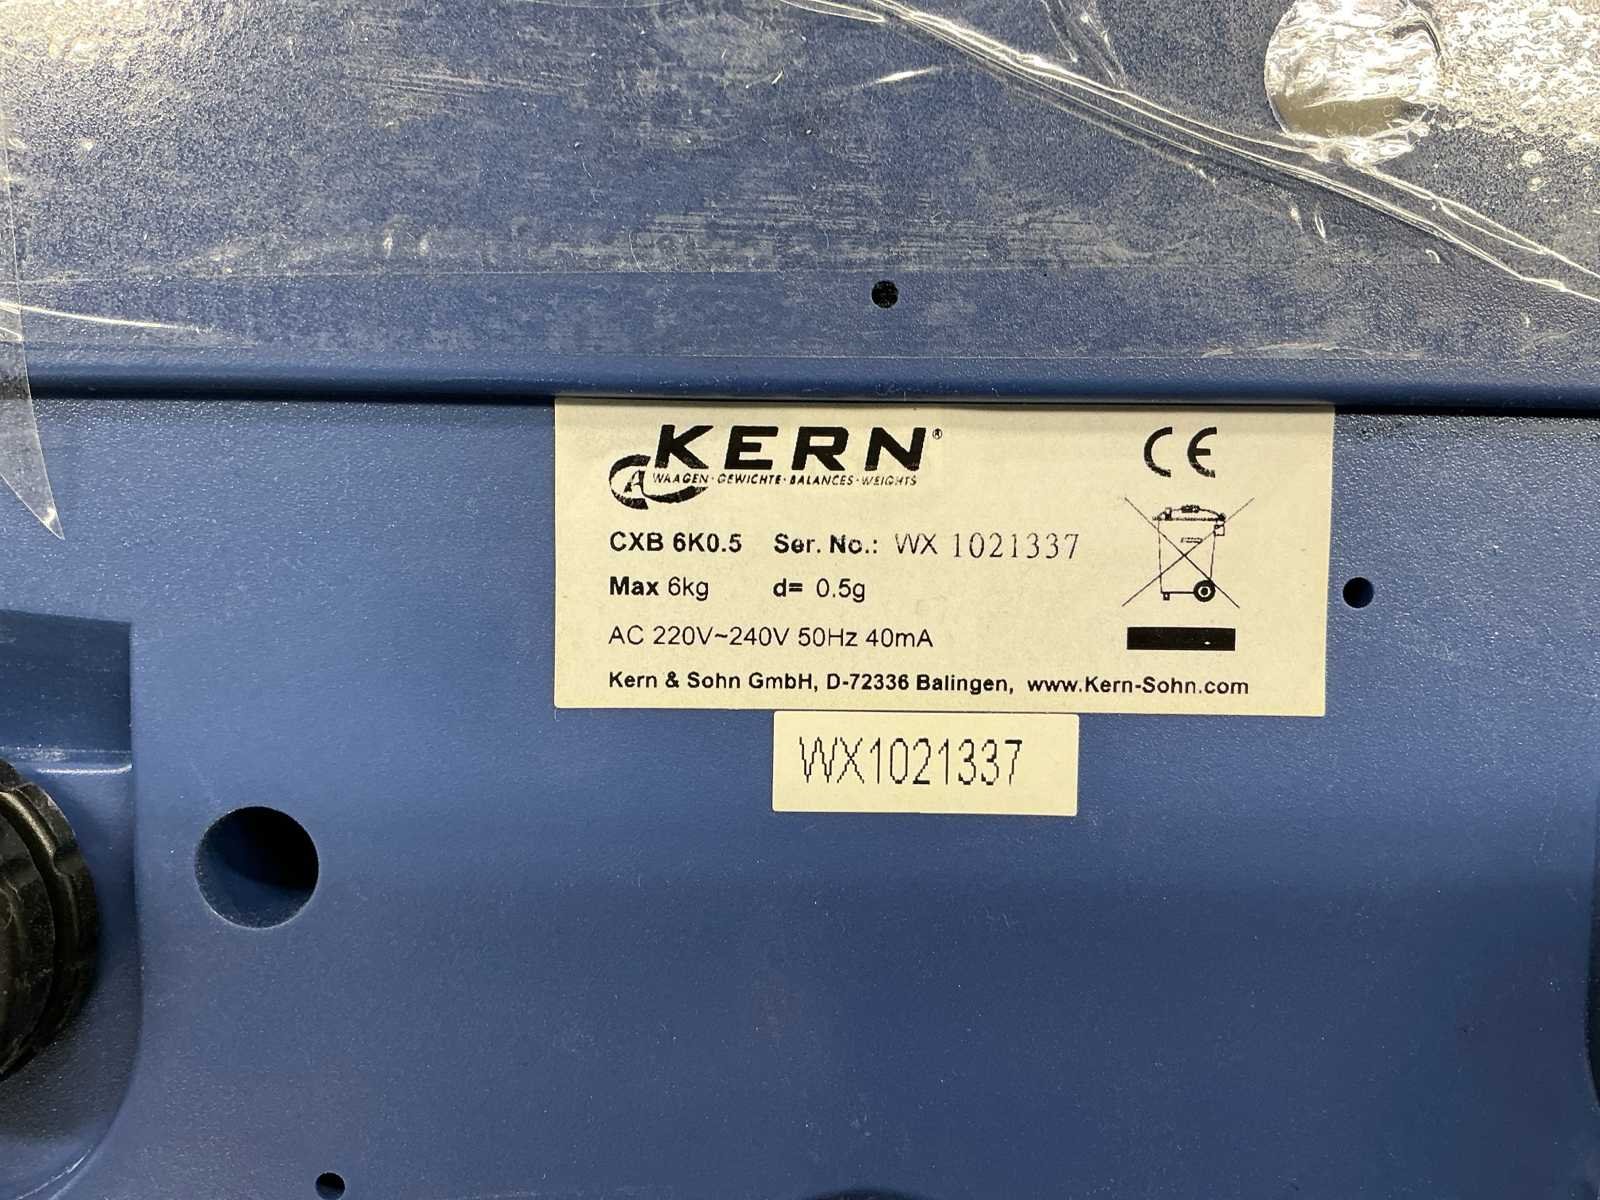 KERN®
WAAGEN · GEWICHTE · BALANCES · WEIGHTS
CE
CXB 6K0.5 Ser. No.: WX 1021337
Max 6kg d= 0.5g
AC 220V~240V 50Hz 40mA
Kern & Sohn GmbH, D-72336 Balingen, www.Kern-Sohn.com
WX1021337